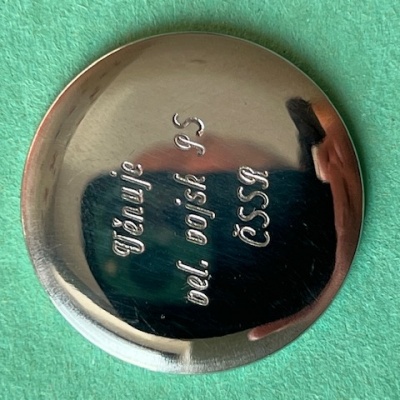 Věnuje
vel. vojsk PS
ČSSR